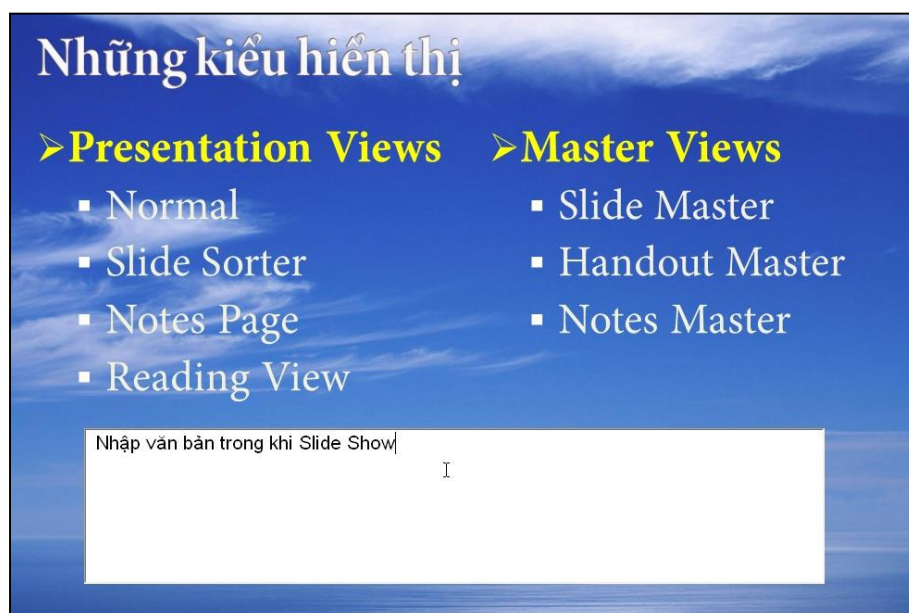 Những kiểu hiển thị
➢Presentation Views
▪ Normal
▪ Slide Sorter
▪ Notes Page
▪ Reading View
➢Master Views
▪ Slide Master
▪ Handout Master
▪ Notes Master
Nhập văn bản trong khi Slide Show